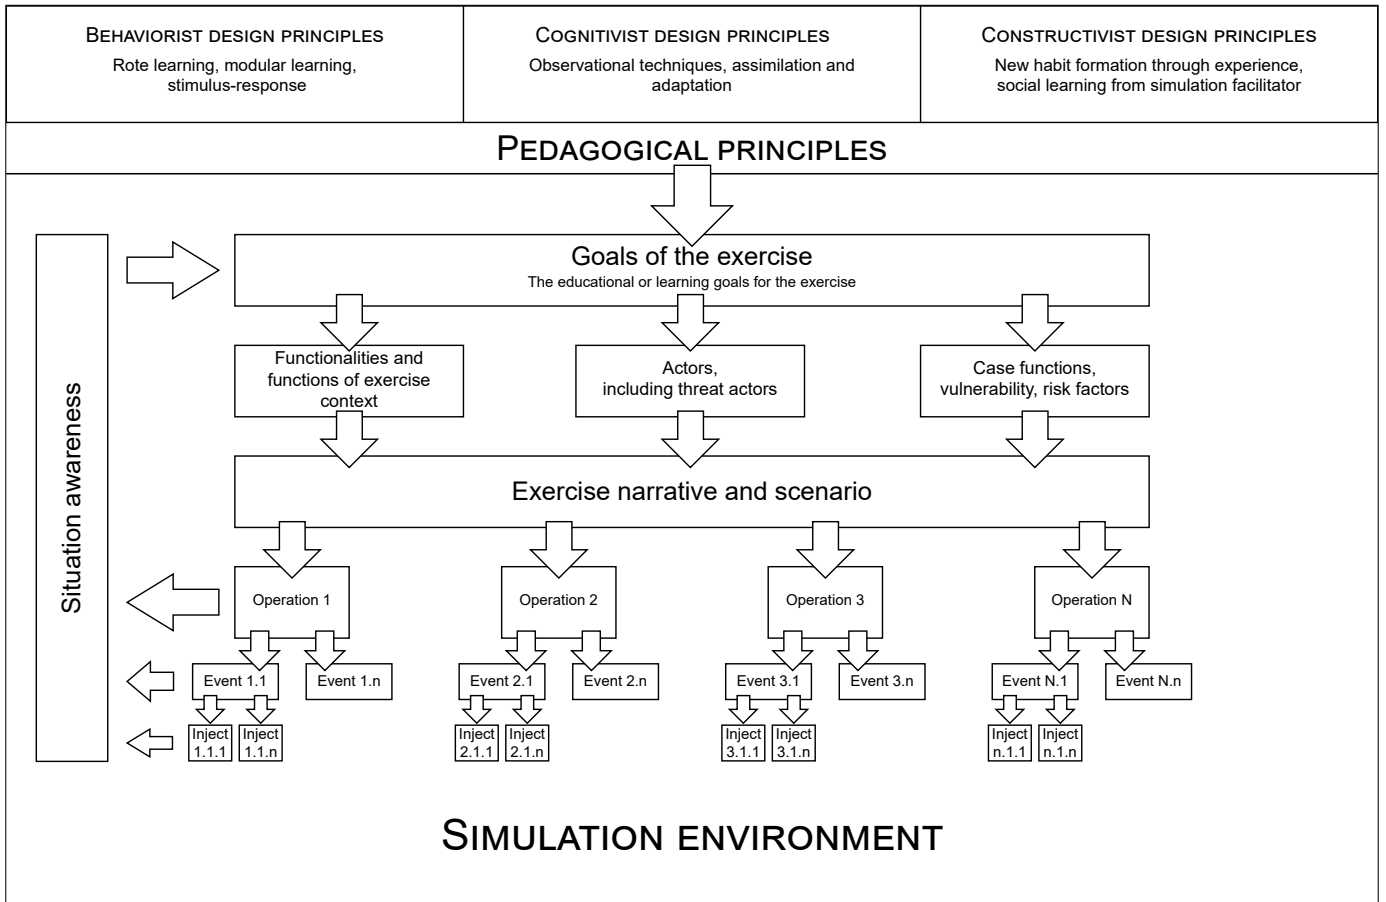 BEHAVIORIST DESIGN PRINCIPLES
Rote learning, modular learning,
stimulus-response
COGNITIVIST DESIGN PRINCIPLES
Observational techniques, assimilation and
adaptation
CONSTRUCTIVIST DESIGN PRINCIPLES
New habit formation through experience,
social learning from simulation facilitator
PEDAGOGICAL PRINCIPLES
Situation awareness
Goals of the exercise
The educational or learning goals for the exercise
Functionalities and
functions of exercise
context
Actors,
including threat actors
Case functions,
vulnerability, risk factors
Exercise narrative and scenario
Operation 1
Operation 2
Operation 3
Operation N
Event 1.1
Event 1.n
Event 2.1
Event 2.n
Event 3.1
Event 3.n
Event N.1
Event N.n
Inject
1.1.1
Inject
1.1.n
Inject
2.1.1
Inject
2.1.n
Inject
3.1.1
Inject
3.1.n
Inject
n.1.1
Inject
n.1.n
SIMULATION ENVIRONMENT